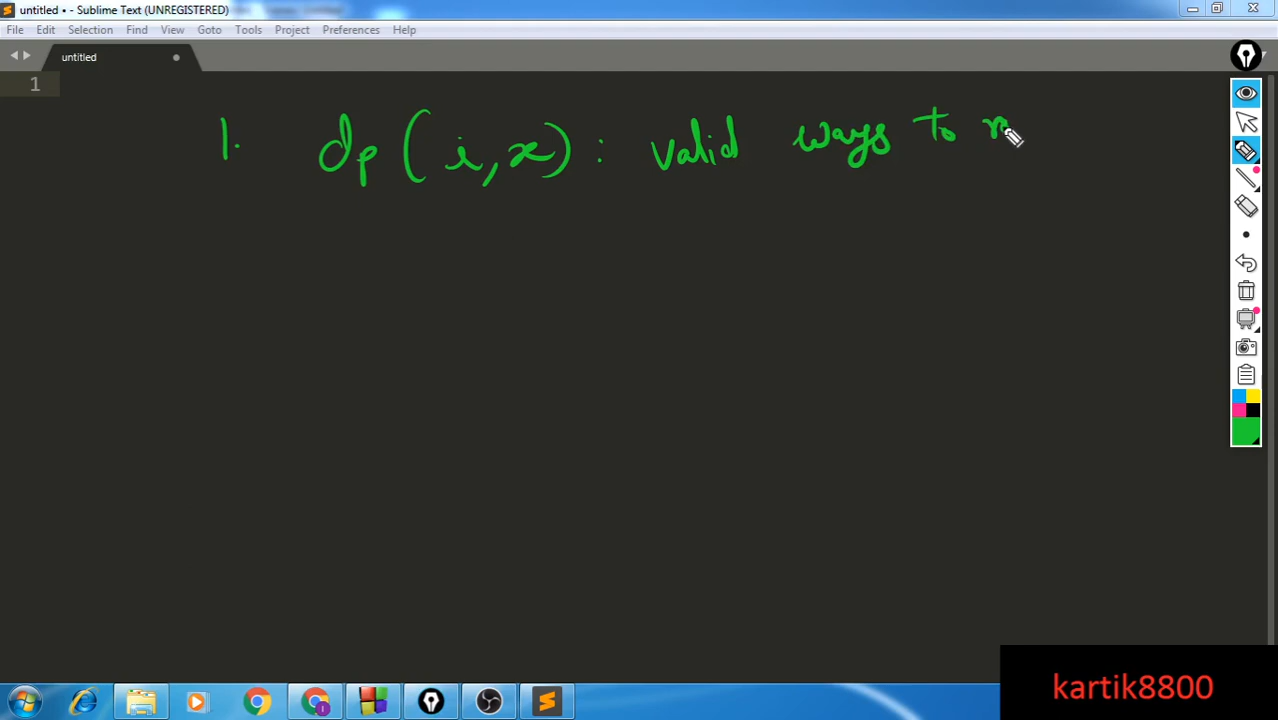 untitled • - Sublime Text (UNREGISTERED)
File Edit Selection Find View Goto Tools Project Preferences Help
untitled
1
1. dp (i, x) : valid ways to
kartik8800